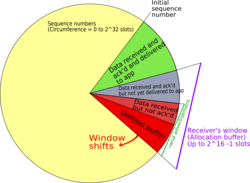 Initial
sequence
number
Sequence numbers
(Circumference = 0 to 2^32 slots)
Data received and
ack'd and delivered
to app
Data received and ack'd
but not yet delivered to app
Data received
but not ack'd
Unfilled buffer
Window
shifts
Receiver's window
(Allocation buffer)
Up to 2^16 -1 slots